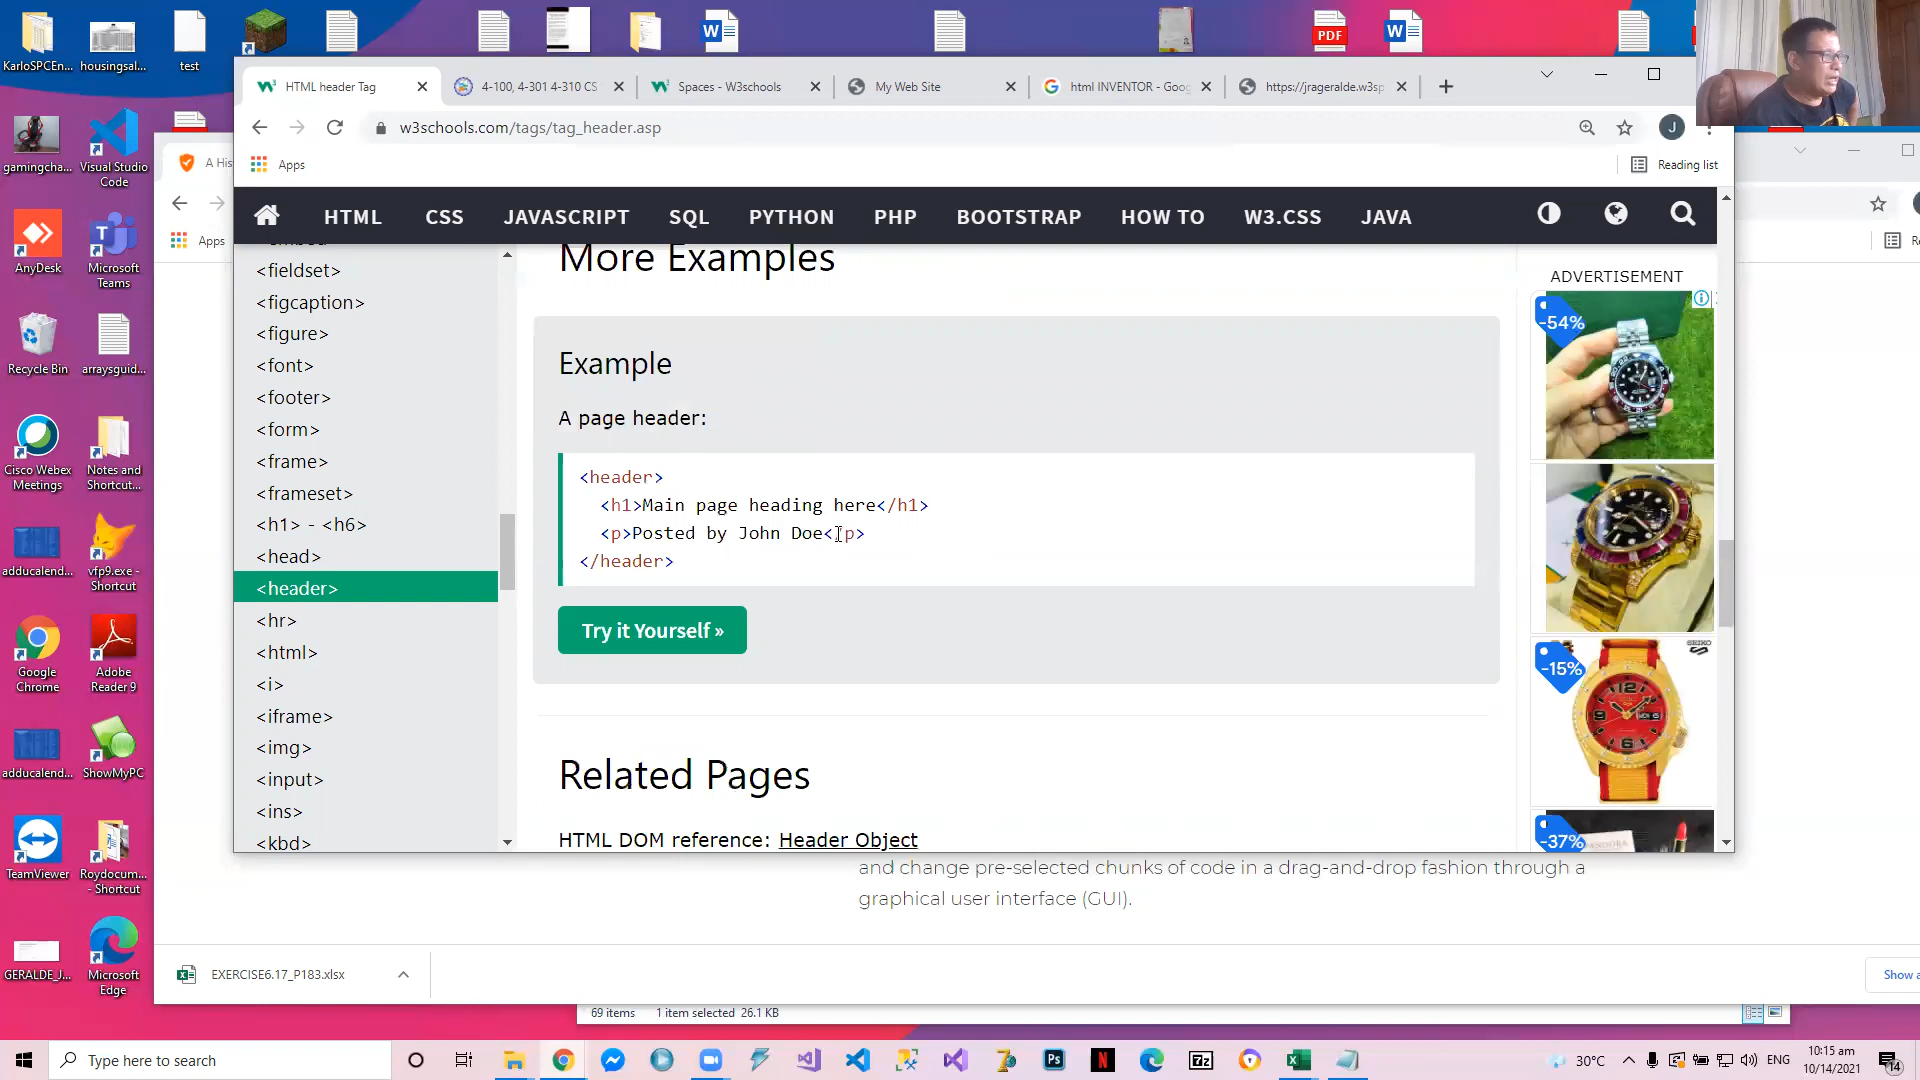 KarloSPCEn...
housingsal...
test
HTML header Tag
4-100, 4-301 4-310 CS
Spaces - W3schools
My Web Site
html INVENTOR - Goog
https://jrageralde.w3sp
w3schools.com/tags/tag_header.asp
J
Apps
Reading list
gamingcha...
Visual Studio Code
A His
Apps
HTML
CSS
JAVASCRIPT
SQL
PYTHON
PHP
BOOTSTRAP
HOW TO
W3.CSS
JAVA
AnyDesk
Microsoft Teams
Recycle Bin
arraysguid...
Cisco Webex Meetings
Notes and Shortcut...
adducalend...
vfp9.exe - Shortcut
Google Chrome
Adobe Reader 9
adducalend...
ShowMyPC
TeamViewer
Roydocum... - Shortcut
GERALDE_J...
Microsoft Edge
PDF
<fieldset>
<figcaption>
<figure>
<font>
<footer>
<form>
<frame>
<frameset>
<h1> - <h6>
<head>
<header>
<hr>
<html>
<i>
<iframe>
<img>
<input>
<ins>
<kbd>
More Examples
Example
A page header:
<header>
<h1>Main page heading here</h1>
<p>Posted by John Doe</p>
</header>
Try it Yourself »
Related Pages
HTML DOM reference: Header Object
ADVERTISEMENT
-54%
-15%
SEIKO
-37%
and change pre-selected chunks of code in a drag-and-drop fashion through a
graphical user interface (GUI).
EXERCISE6.17_P183.xlsx
Show a
69 items 1 item selected 26.1 KB
Type here to search
30°C
ENG
10:15 am
10/14/2021
14